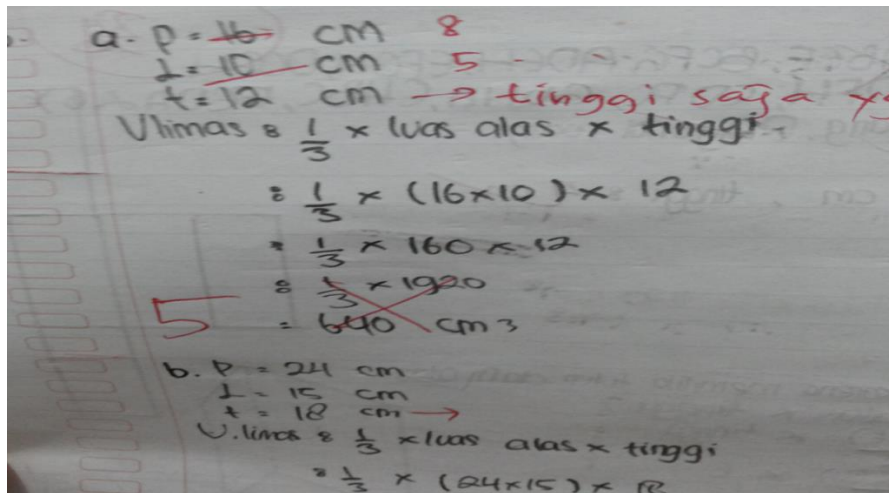 a. P = 16 cm 8
l = 10 cm 5
t = 12 cm → tinggi saja
V limas : 1/3 × luas alas × tinggi
: 1/3 × (16×10) × 12
= 1/3 × 160 × 12
: 1/3 × 1920
5 = 640 cm3
b. P = 24 cm
l = 15 cm
t = 18 cm →
V. limas : 1/3 × luas alas × tinggi
: 1/3 × (24×15) ×